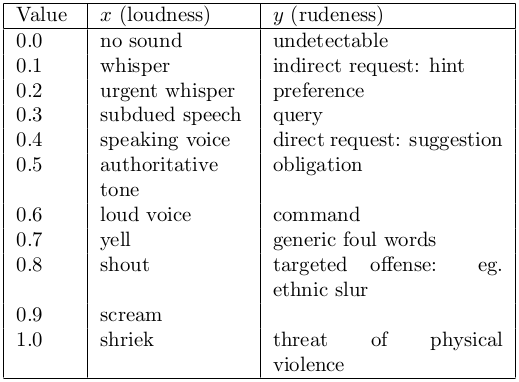 Value x (loudness) y (rudeness)
0.0 no sound undetectable
0.1 whisper indirect request: hint
0.2 urgent whisper preference
0.3 subdued speech query
0.4 speaking voice direct request: suggestion
0.5 authoritative obligation
tone
0.6 loud voice command
0.7 yell generic foul words
0.8 shout targeted offense: eg.
ethnic slur
0.9 scream
1.0 shriek threat of physical
violence